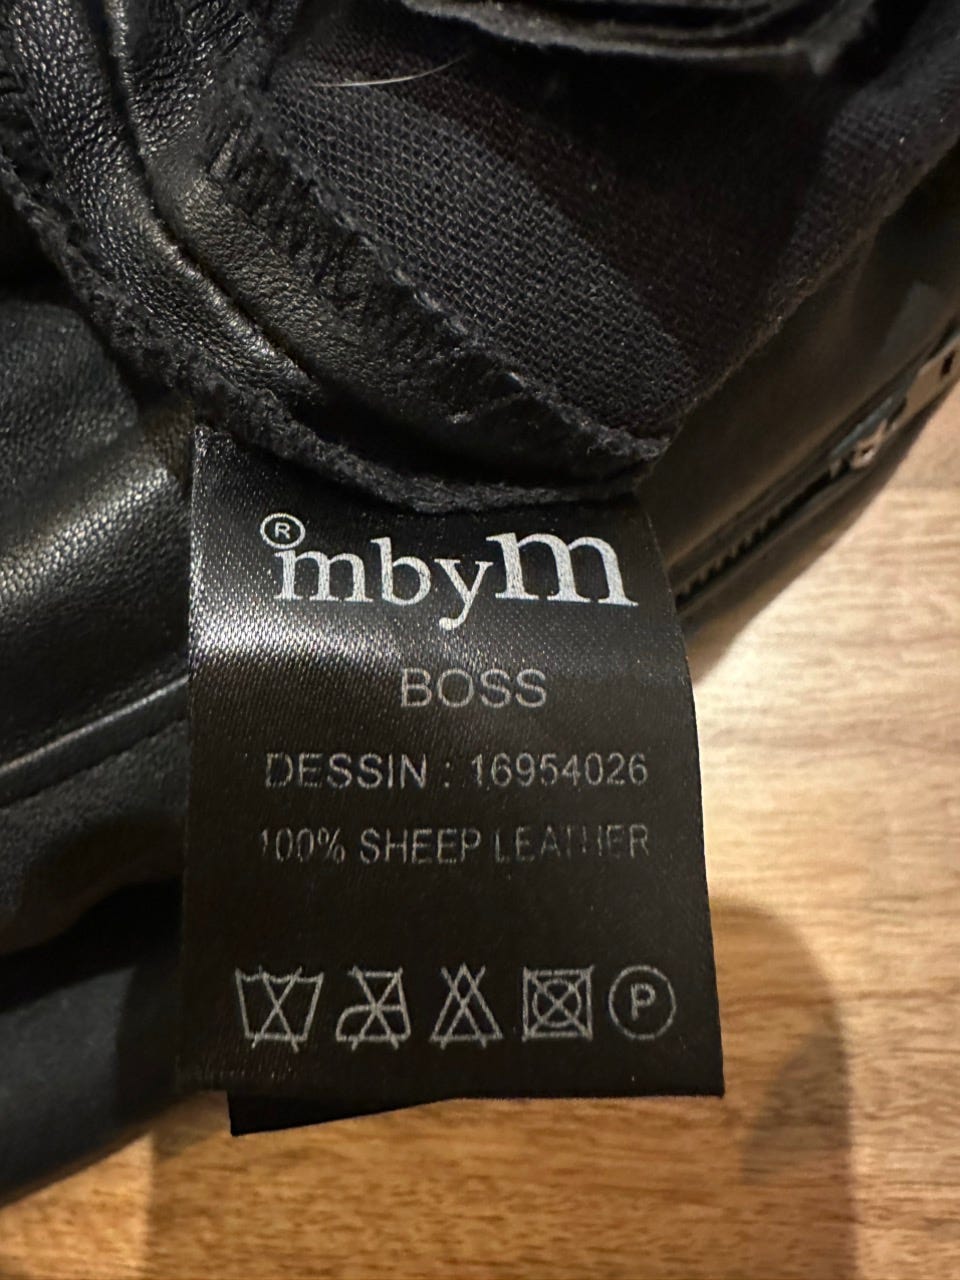 ® mbym
BOSS
DESSIN : 16954026
100% SHEEP LEATHER
P